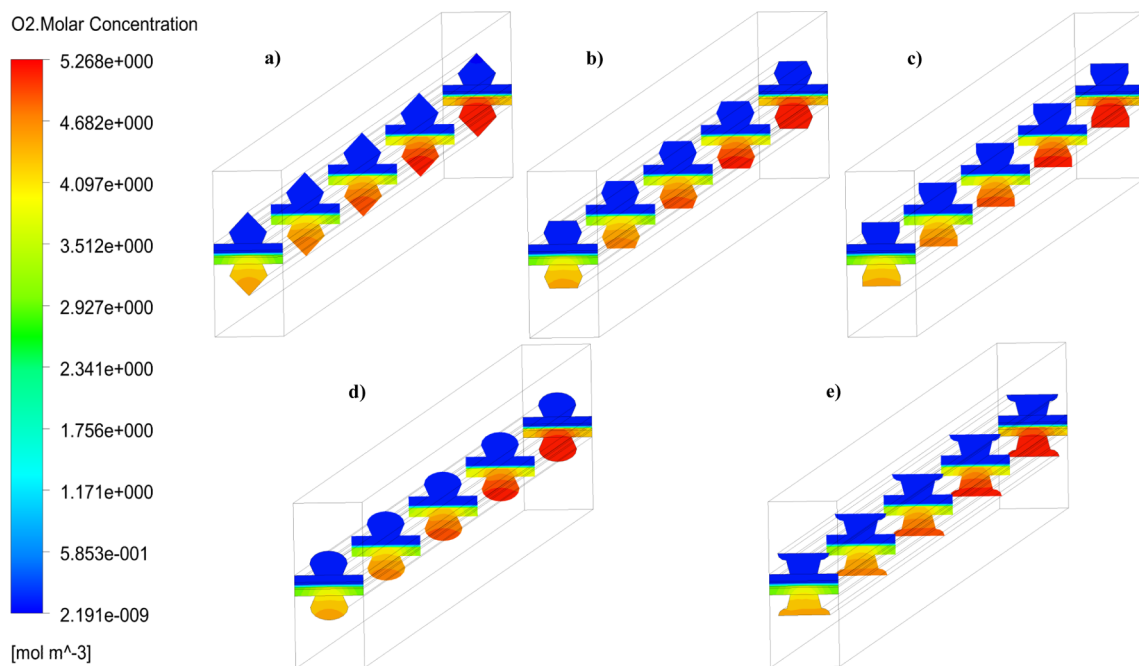 O2.Molar Concentration
5.268e+000
4.682e+000
4.097e+000
3.512e+000
2.927e+000
2.341e+000
1.756e+000
1.171e+000
5.853e-001
2.191e-009
[mol m^-3]
a)
b)
c)
d)
e)